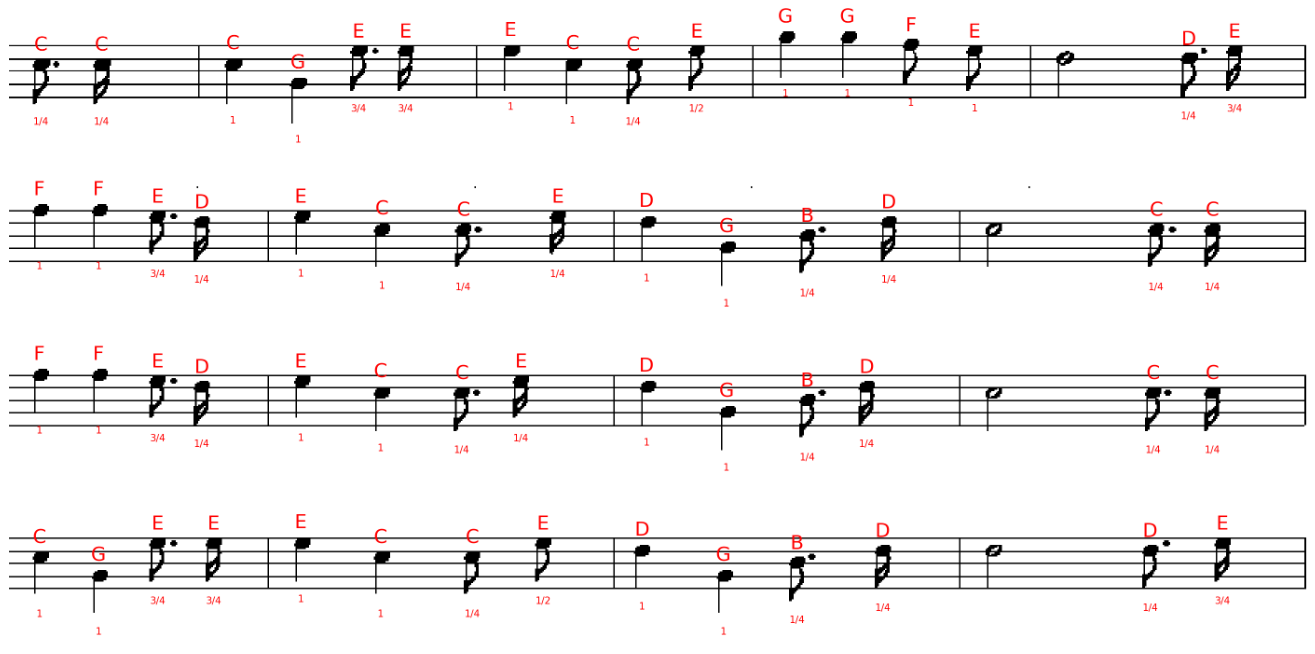 C C C G E E E C C E G G F E D E
1/4 1/4 1 1 3/4 3/4 1 1 1/4 1/2 1 1 1 1 1/4 3/4
F F E D E C C E D G B D C C
1 1 3/4 1/4 1 1 1/4 1/4 1 1 1/4 1/4 1/4 1/4
F F E D E C C E D G B D C C
1 1 3/4 1/4 1 1 1/4 1/4 1 1 1/4 1/4 1/4 1/4
C G E E E C C E D G B D D E
1 1 3/4 3/4 1 1 1/4 1/2 1 1 1/4 1/4 1/4 3/4